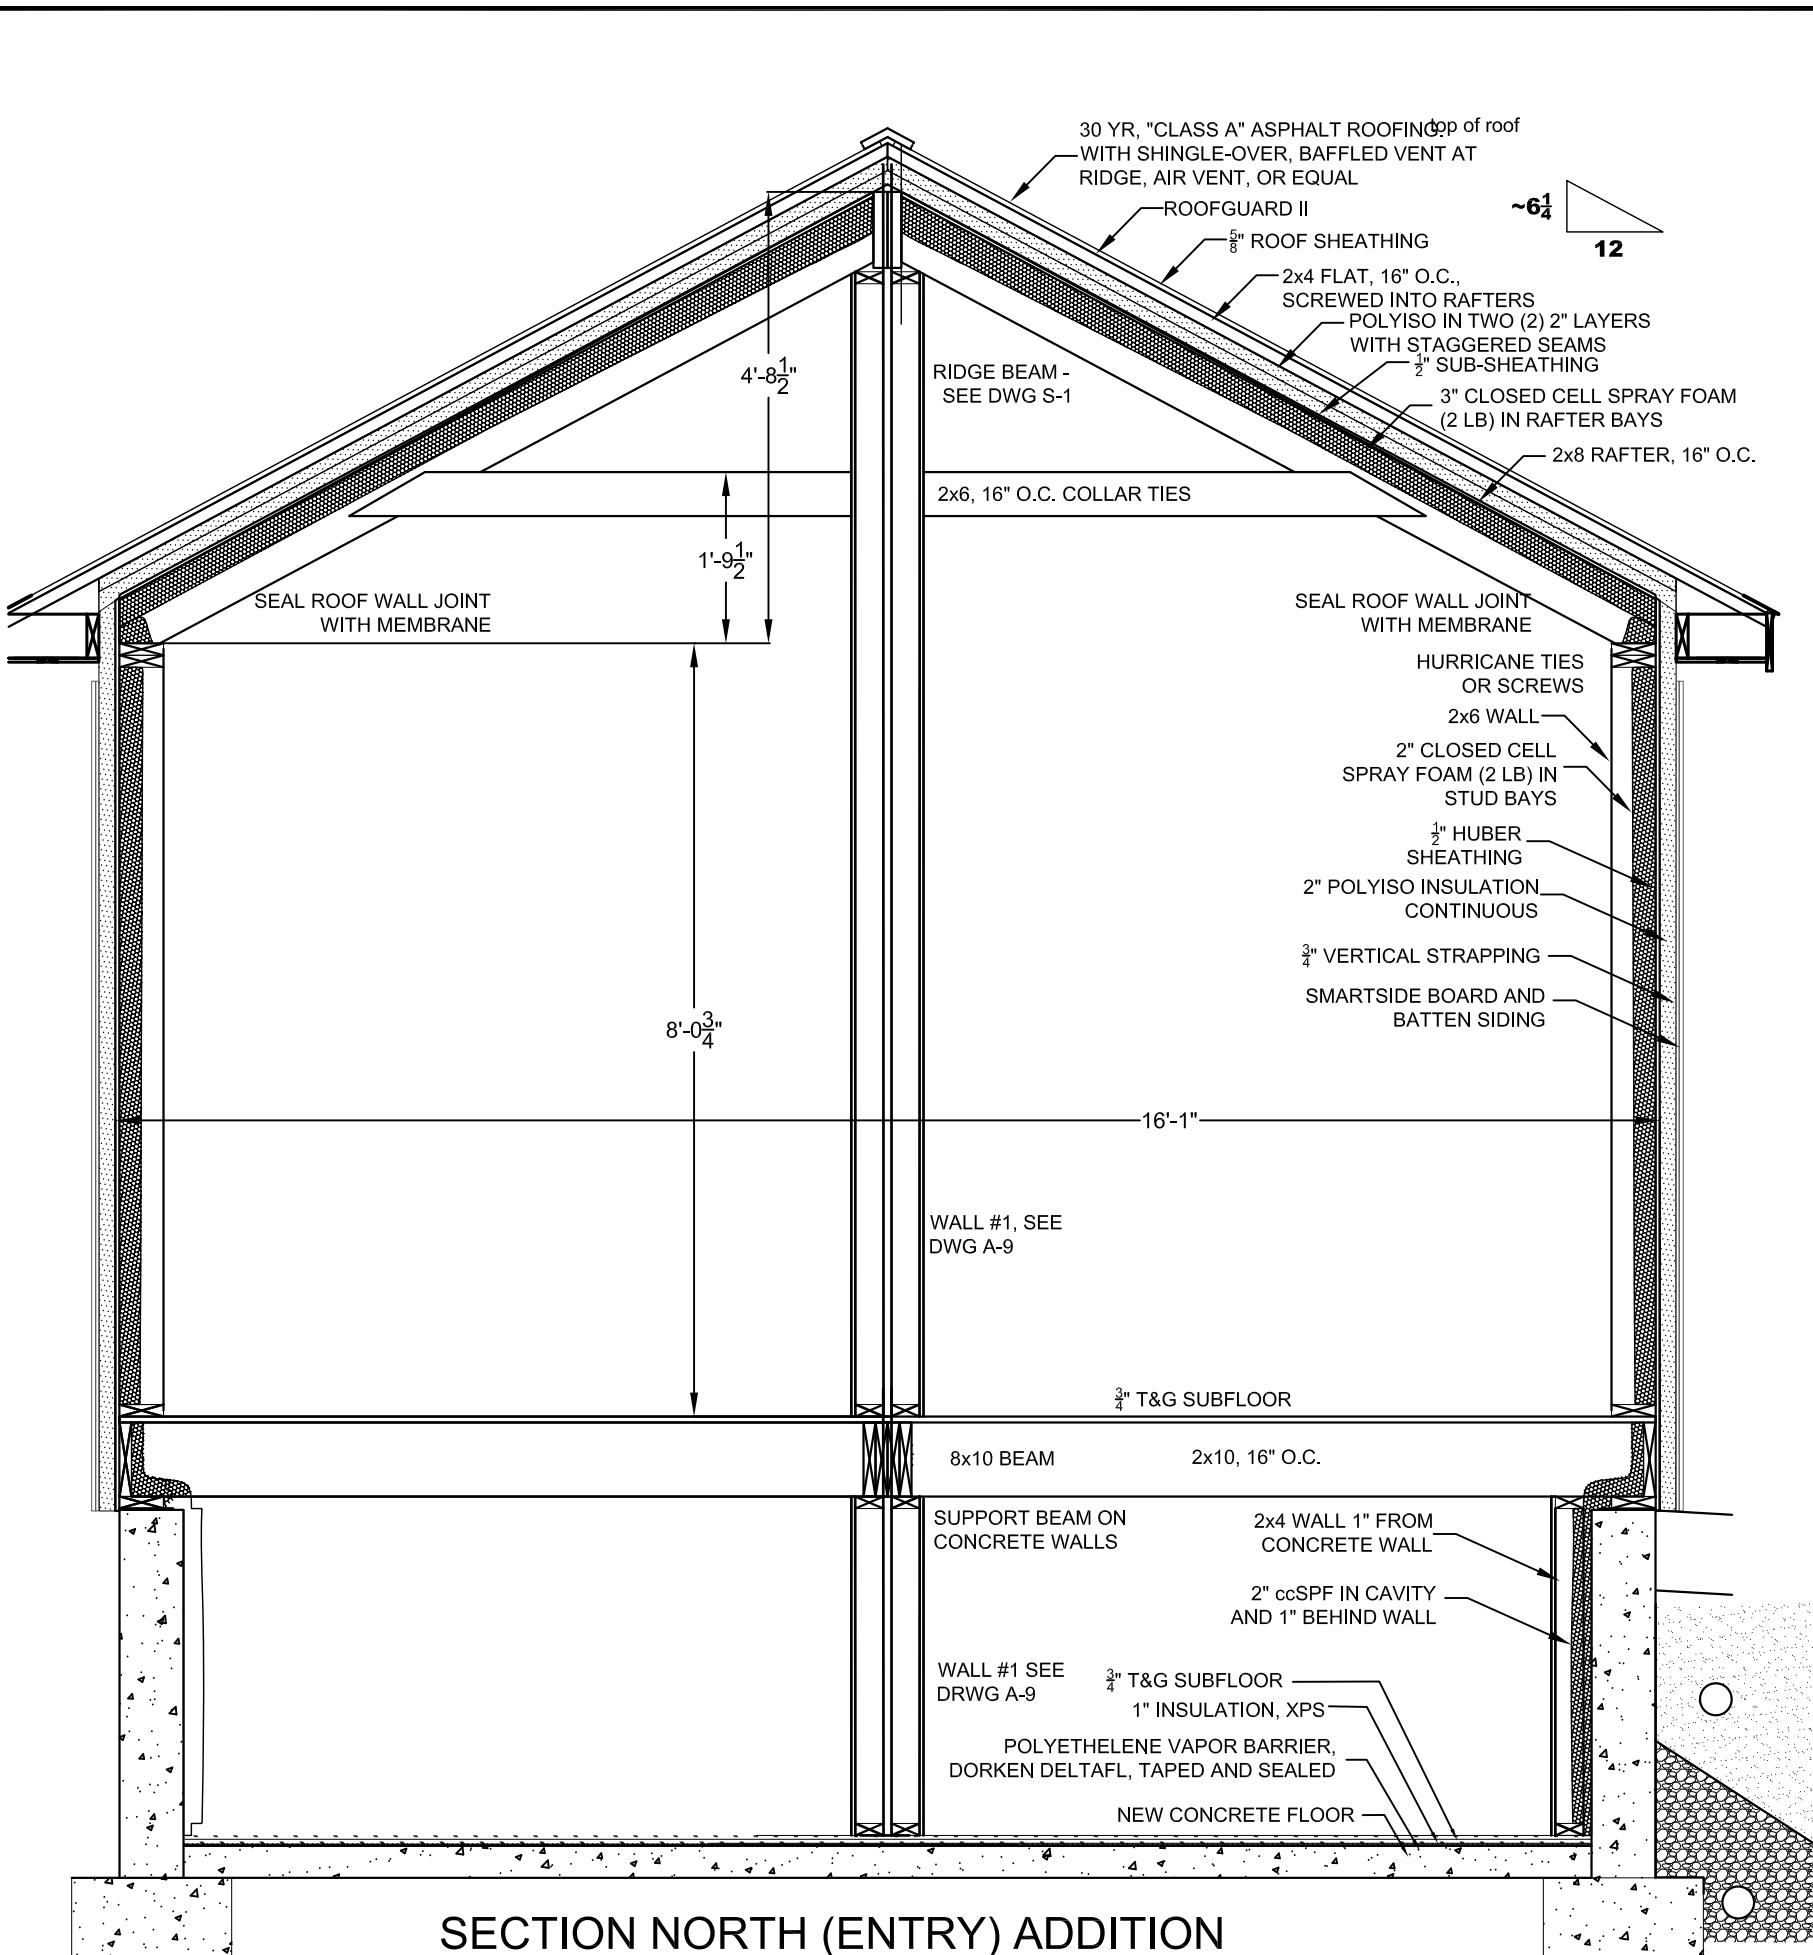 30 YR, "CLASS A" ASPHALT ROOFING.
top of roof
WITH SHINGLE-OVER, BAFFLED VENT AT
RIDGE, AIR VENT, OR EQUAL
~6 1/4
12
ROOFGUARD II
5/8" ROOF SHEATHING
2x4 FLAT, 16" O.C.,
SCREWED INTO RAFTERS
POLYISO IN TWO (2) 2" LAYERS
WITH STAGGERED SEAMS
1/2" SUB-SHEATHING
3" CLOSED CELL SPRAY FOAM
(2 LB) IN RAFTER BAYS
2x8 RAFTER, 16" O.C.
4'-8 1/2"
RIDGE BEAM -
SEE DWG S-1
2x6, 16" O.C. COLLAR TIES
1'-9 1/2"
SEAL ROOF WALL JOINT
WITH MEMBRANE
SEAL ROOF WALL JOINT
WITH MEMBRANE
HURRICANE TIES
OR SCREWS
2x6 WALL
2" CLOSED CELL
SPRAY FOAM (2 LB) IN
STUD BAYS
1/2" HUBER
SHEATHING
2" POLYISO INSULATION
CONTINUOUS
3/4" VERTICAL STRAPPING
SMARTSIDE BOARD AND
BATTEN SIDING
8'-0 3/4"
16'-1"
WALL #1, SEE
DWG A-9
3/4" T&G SUBFLOOR
8x10 BEAM
2x10, 16" O.C.
SUPPORT BEAM ON
CONCRETE WALLS
2x4 WALL 1" FROM
CONCRETE WALL
2" ccSPF IN CAVITY
AND 1" BEHIND WALL
WALL #1 SEE
DRWG A-9
3/4" T&G SUBFLOOR
1" INSULATION, XPS
POLYETHELENE VAPOR BARRIER,
DORKEN DELTAFL, TAPED AND SEALED
NEW CONCRETE FLOOR
SECTION NORTH (ENTRY) ADDITION